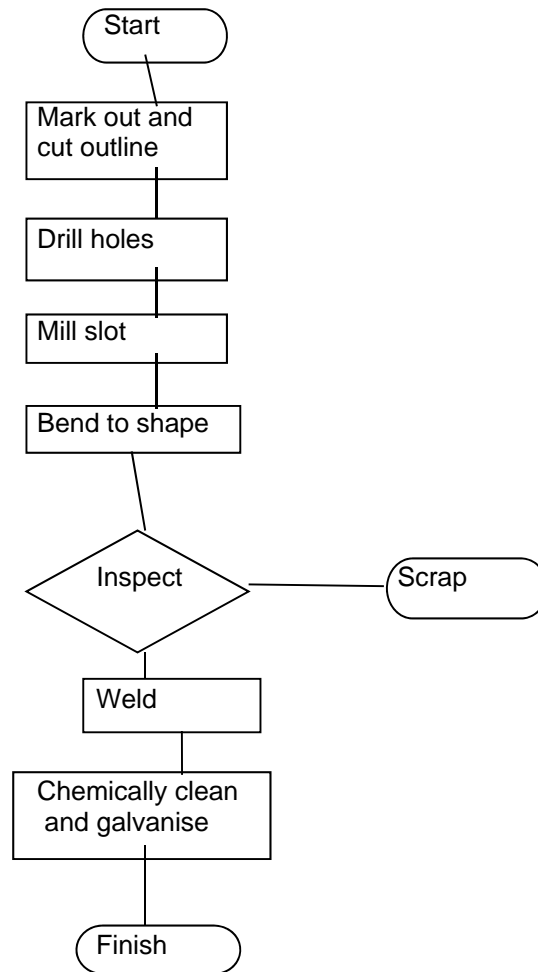 Start
Mark out and
cut outline
Drill holes
Mill slot
Bend to shape
Inspect
Scrap
Weld
Chemically clean
and galvanise
Finish